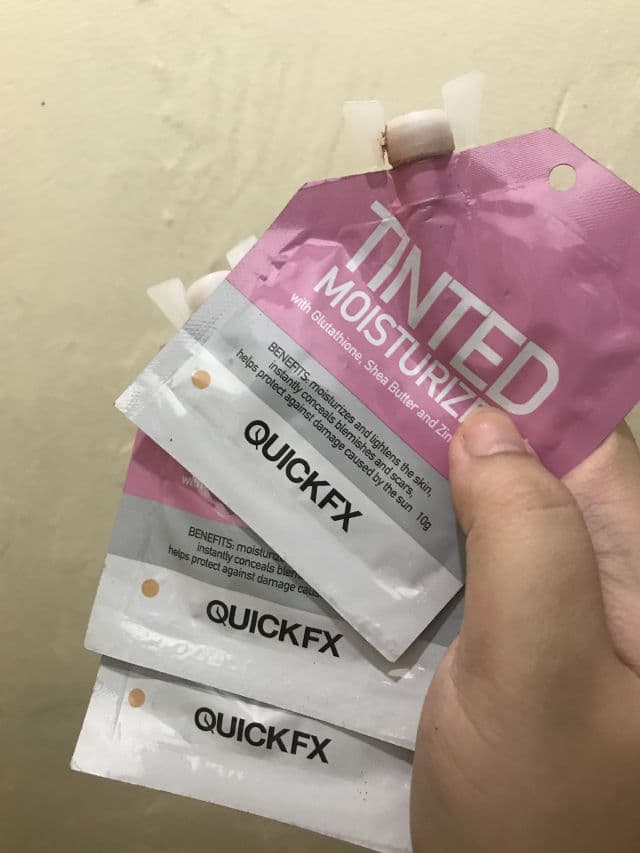 TINTED
MOISTURIZE
with Glutathione, Shea Butter and Zin
BENEFITS: moisturizes and lightens the skin,
instantly conceals blemishes and scars,
helps protect against damage caused by the sun 10g
QUICKFX
BENEFITS: moisturiz
instantly conceals blem
helps protect against damage caus
QUICKFX
QUICKFX